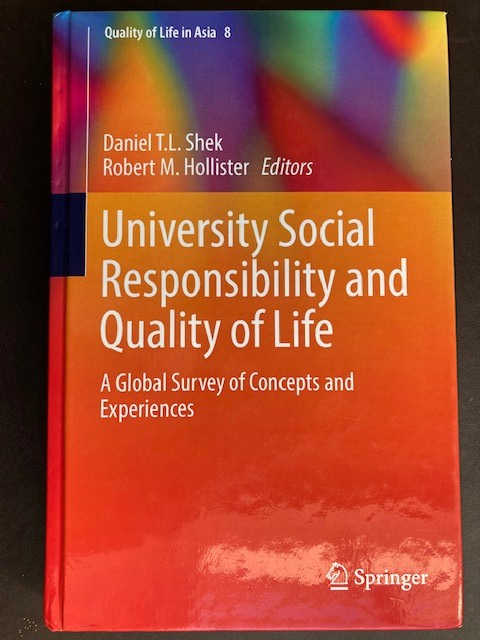 Quality of Life in Asia 8
Daniel T.L. Shek
Robert M. Hollister Editors
University Social
Responsibility and
Quality of Life
A Global Survey of Concepts and
Experiences
Springer